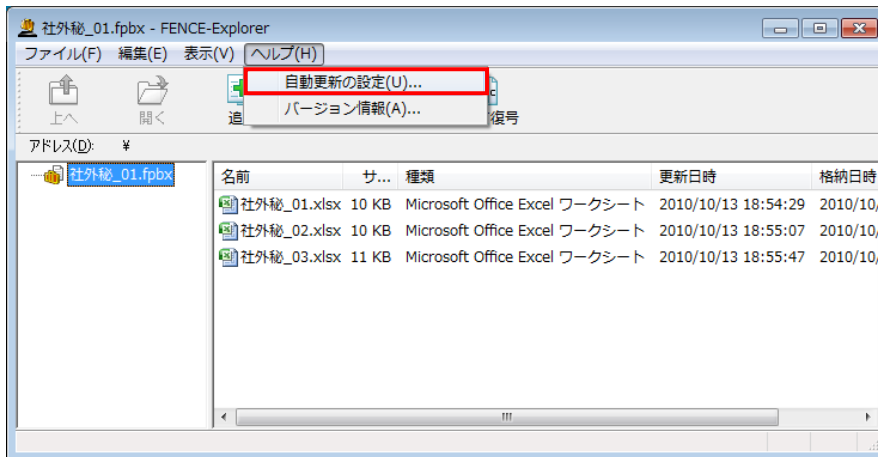 社外秘_01.fpbx - FENCE-Explorer
ファイル(F) 編集(E) 表示(V) ヘルプ(H)
自動更新の設定(U)...
バージョン情報(A)...
上へ 開く 追 復号
アドレス(D): ¥
社外秘_01.fpbx
名前 サ... 種類 更新日時 格納日時
社外秘_01.xlsx 10 KB Microsoft Office Excel ワークシート 2010/10/13 18:54:29 2010/10/
社外秘_02.xlsx 10 KB Microsoft Office Excel ワークシート 2010/10/13 18:55:07 2010/10/
社外秘_03.xlsx 11 KB Microsoft Office Excel ワークシート 2010/10/13 18:55:47 2010/10/